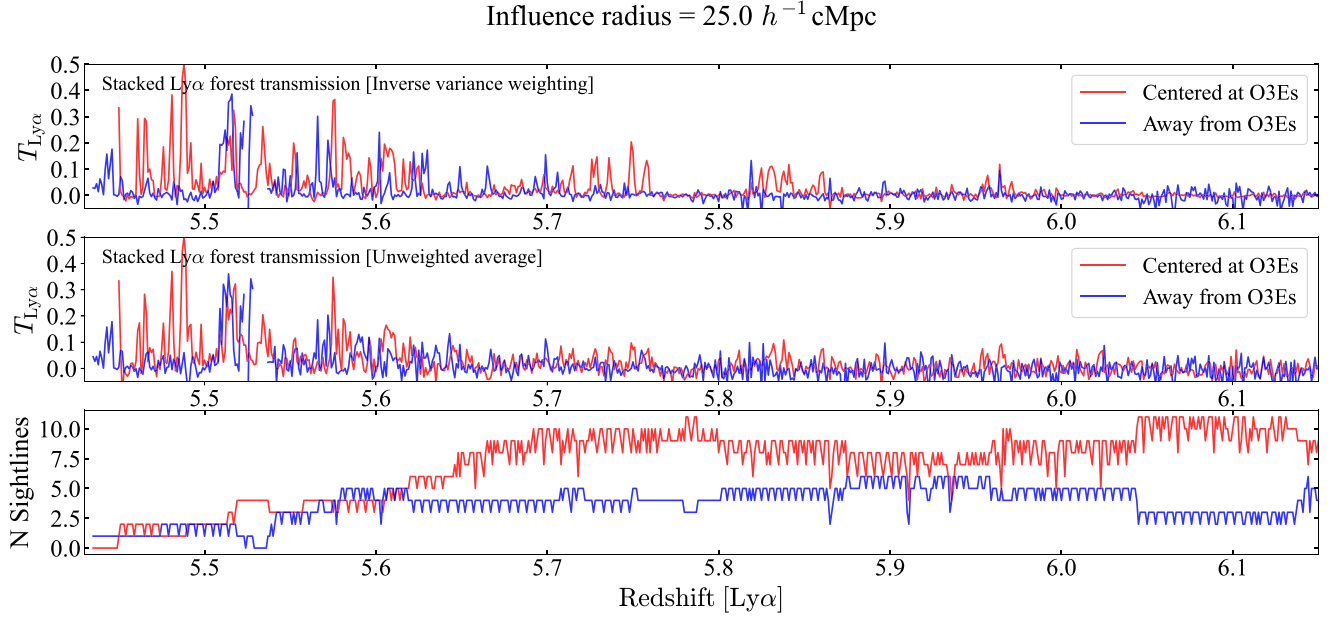 Influence radius = 25.0 h⁻¹ cMpc
Stacked Lyα forest transmission [Inverse variance weighting]
Centered at O3Es
Away from O3Es
T_Lyα
0.5
0.4
0.3
0.2
0.1
0.0
5.5 5.6 5.7 5.8 5.9 6.0 6.1
Stacked Lyα forest transmission [Unweighted average]
Centered at O3Es
Away from O3Es
T_Lyα
0.5
0.4
0.3
0.2
0.1
0.0
5.5 5.6 5.7 5.8 5.9 6.0 6.1
N Sightlines
10.0
7.5
5.0
2.5
0.0
5.5 5.6 5.7 5.8 5.9 6.0 6.1
Redshift [Lyα]